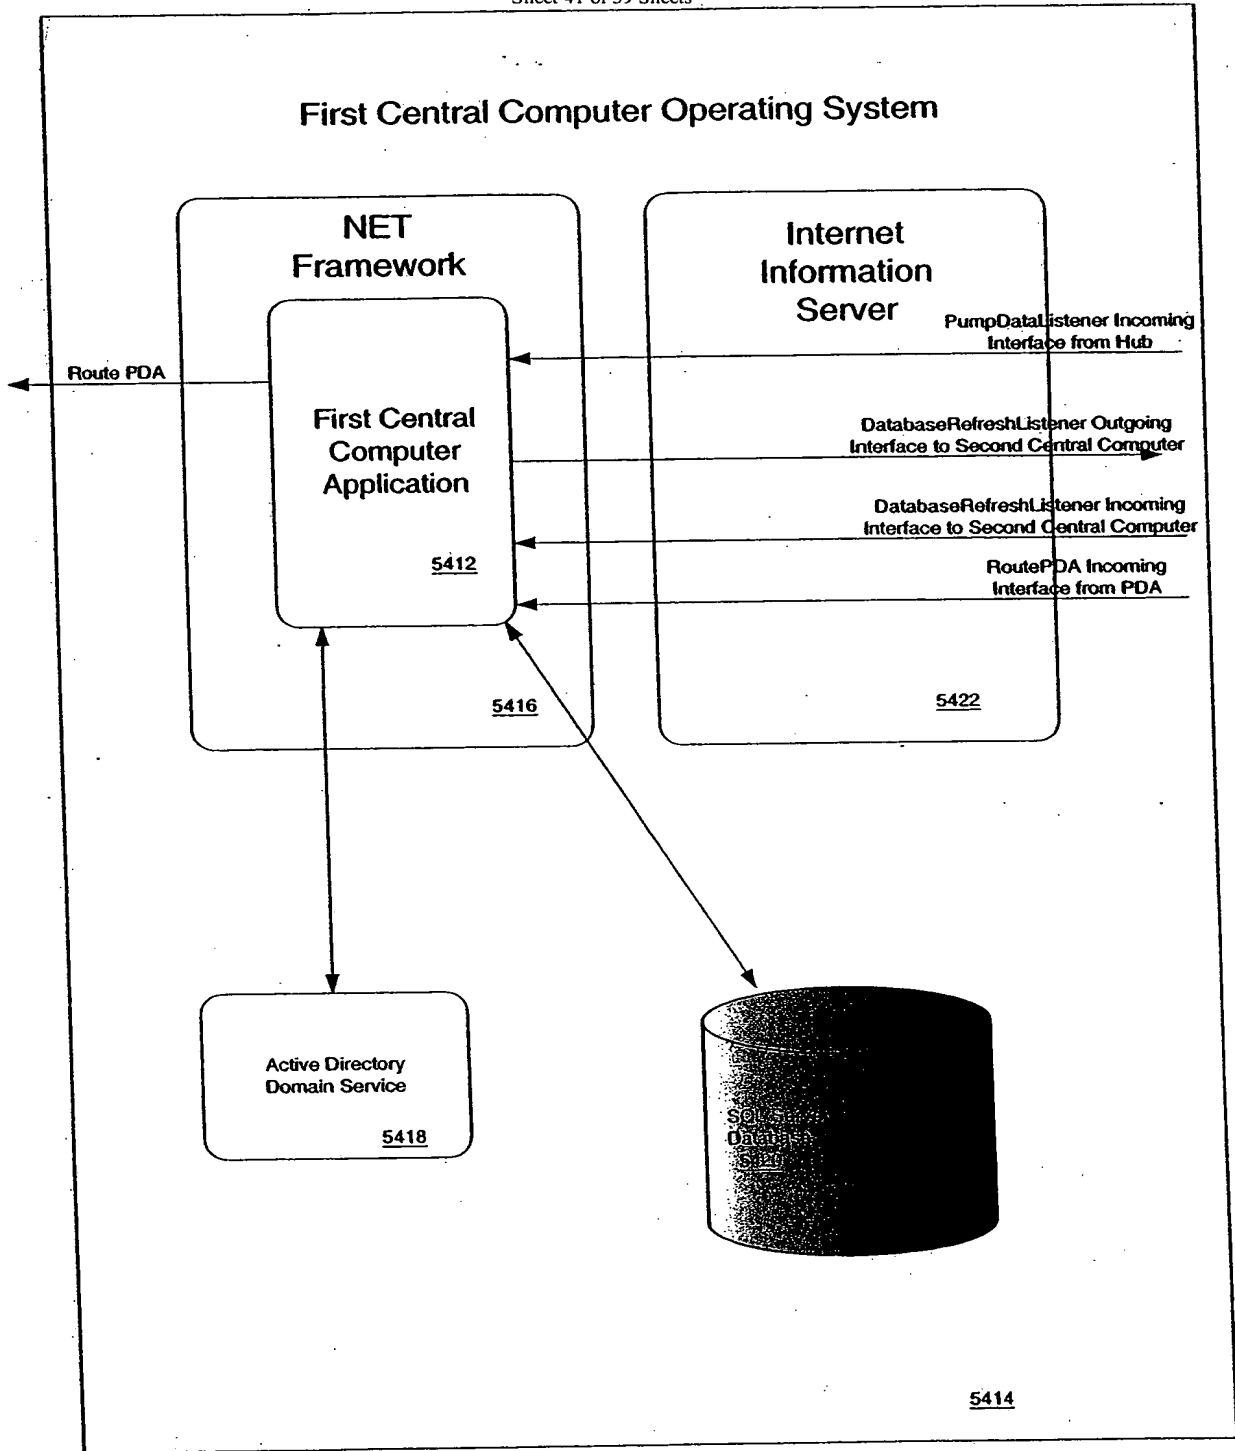 First Central Computer Operating System
NET
Framework
Internet
Information
Server
PumpDataListener Incoming
Interface from Hub
Route PDA
First Central
Computer
Application
DatabaseRefreshListener Outgoing
Interface to Second Central Computer
DatabaseRefreshListener Incoming
Interface to Second Central Computer
5412
RoutePDA Incoming
Interface from PDA
5416
5422
Active Directory
Domain Service
5418
Database
5414